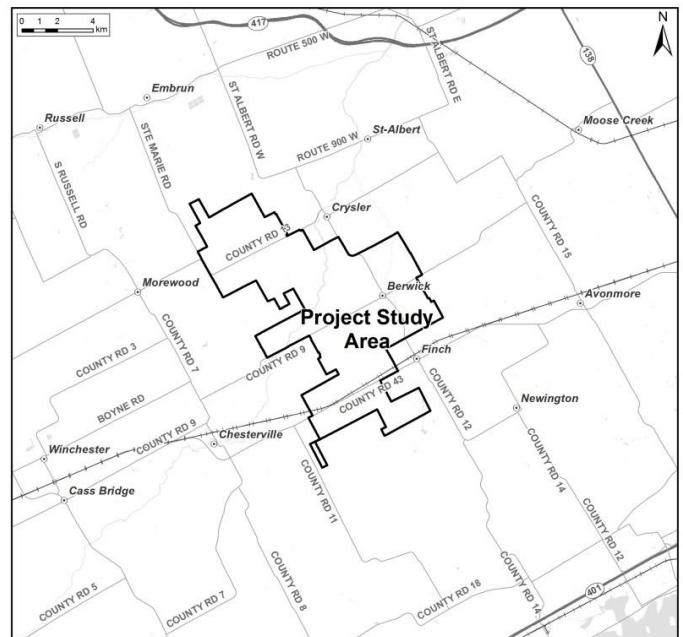 0 1 2 4
km
N
417
ROUTE 500 W
ST ALBERT RD E
138
Embrun
Russell
ST ALBERT RD W
STE MARIE RD
St-Albert
Moose Creek
ROUTE 900 W
S RUSSELL RD
Crysler
COUNTY RD 13
COUNTY RD 15
Morewood
Berwick
Avonmore
Project Study
Area
COUNTY RD 3
COUNTY RD 7
COUNTY RD 9
Finch
BOYNE RD
COUNTY RD 43
Newington
COUNTY RD 9
Chesterville
COUNTY RD 12
Winchester
Cass Bridge
COUNTY RD 11
COUNTY RD 14
COUNTY RD 12
COUNTY RD 5
COUNTY RD 7
COUNTY RD 8
COUNTY RD 18
COUNTY RD 14
401